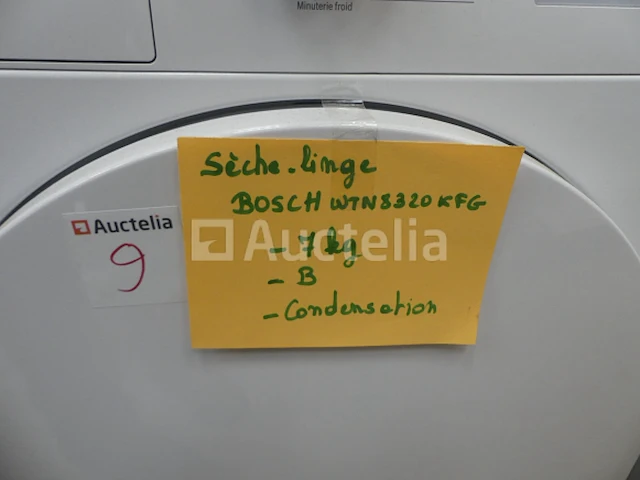 Minuterie froid
Sèche-linge
BOSCH WTN8320KFG
- 7 kg
- B
- Condensation
Auctelia
9
Auctelia